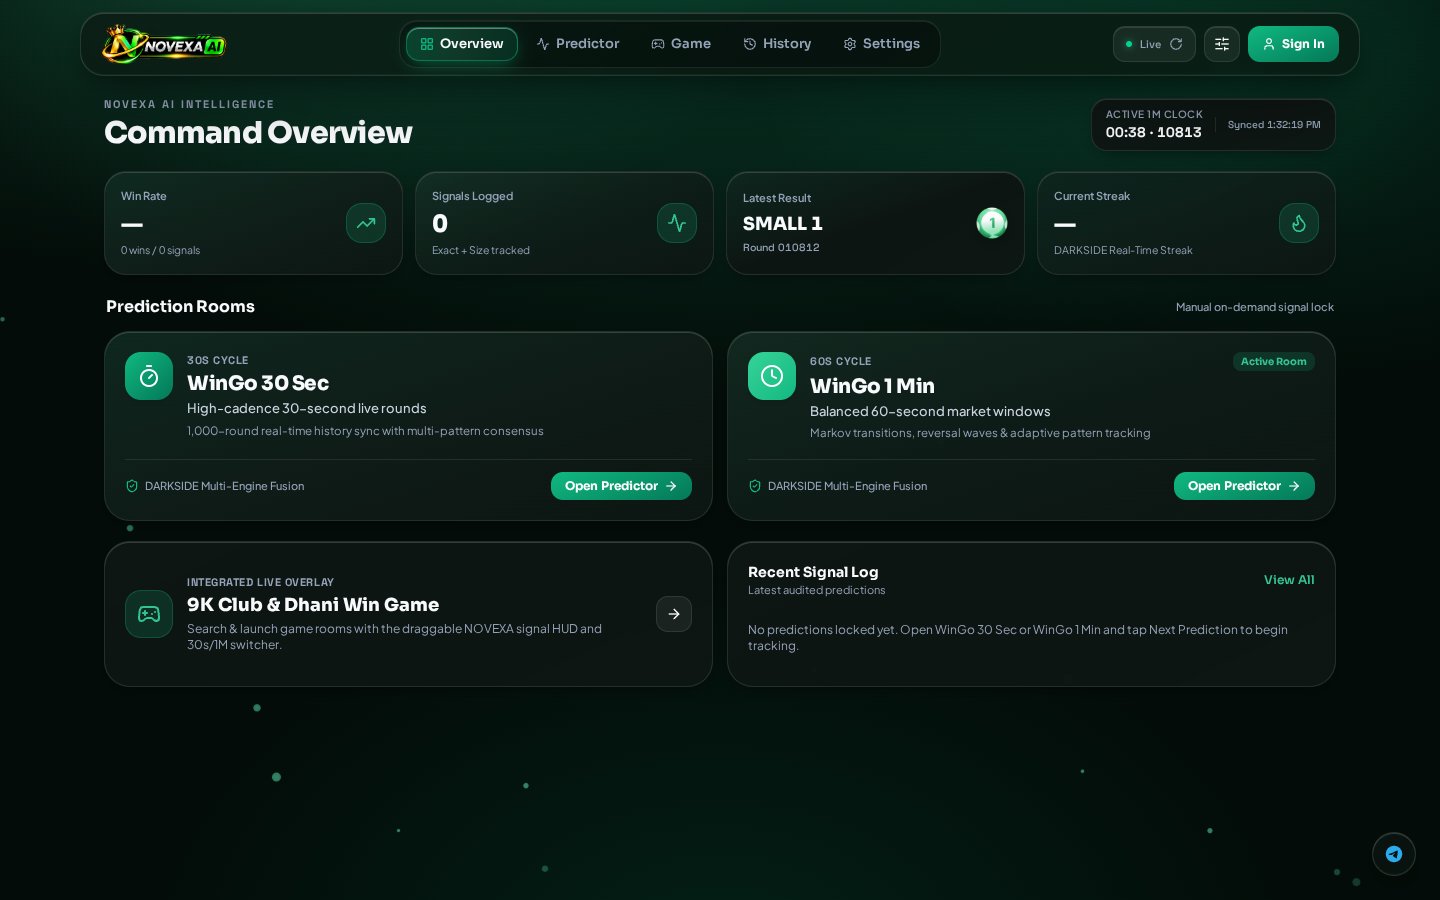 NOVEXA AI
Overview
Predictor
Game
History
Settings
Live
Sign In
NOVEXA AI INTELLIGENCE
Command Overview
ACTIVE 1M CLOCK
00:38 · 10813
Synced 1:32:19 PM
Win Rate
—
0 wins / 0 signals
Signals Logged
0
Exact + Size tracked
Latest Result
SMALL 1
Round 010812
1
Current Streak
—
DARKSIDE Real-Time Streak
Prediction Rooms
Manual on-demand signal lock
30S CYCLE
WinGo 30 Sec
High-cadence 30-second live rounds
1,000-round real-time history sync with multi-pattern consensus
DARKSIDE Multi-Engine Fusion
Open Predictor
60S CYCLE
Active Room
WinGo 1 Min
Balanced 60-second market windows
Markov transitions, reversal waves & adaptive pattern tracking
DARKSIDE Multi-Engine Fusion
Open Predictor
INTEGRATED LIVE OVERLAY
9K Club & Dhani Win Game
Search & launch game rooms with the draggable NOVEXA signal HUD and
30s/1M switcher.
Recent Signal Log
Latest audited predictions
View All
No predictions locked yet. Open WinGo 30 Sec or WinGo 1 Min and tap Next Prediction to begin
tracking.